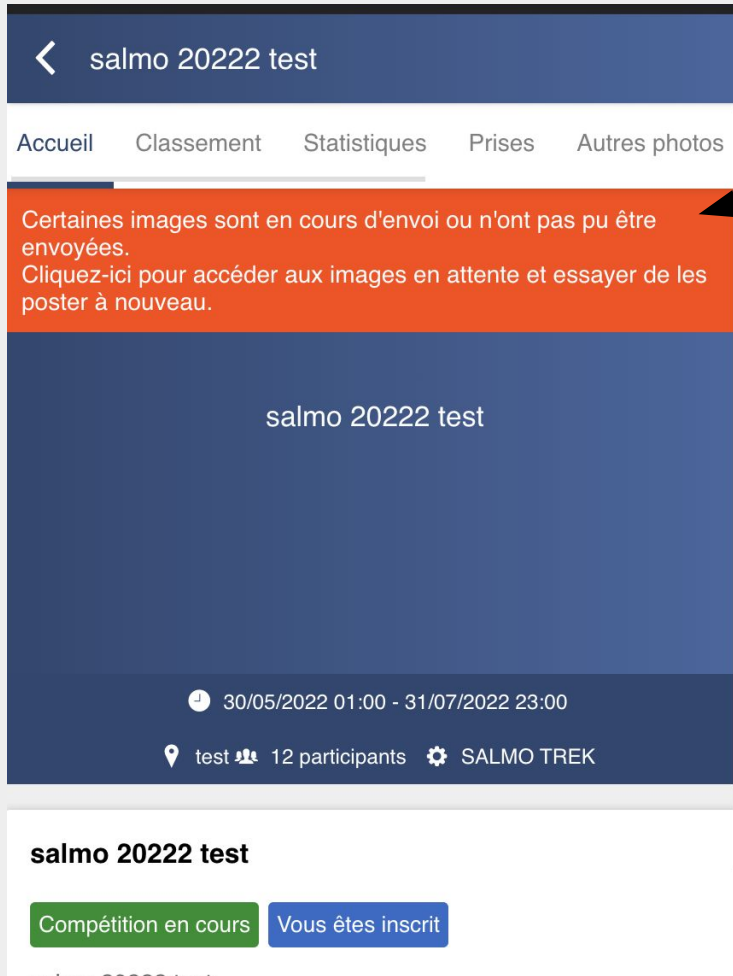 salmo 20222 test
Accueil Classement Statistiques Prises Autres photos
Certaines images sont en cours d'envoi ou n'ont pas pu être
envoyées.
Cliquez-ici pour accéder aux images en attente et essayer de les
poster à nouveau.
salmo 20222 test
30/05/2022 01:00 - 31/07/2022 23:00
test 12 participants SALMO TREK
salmo 20222 test
Compétition en cours Vous êtes inscrit